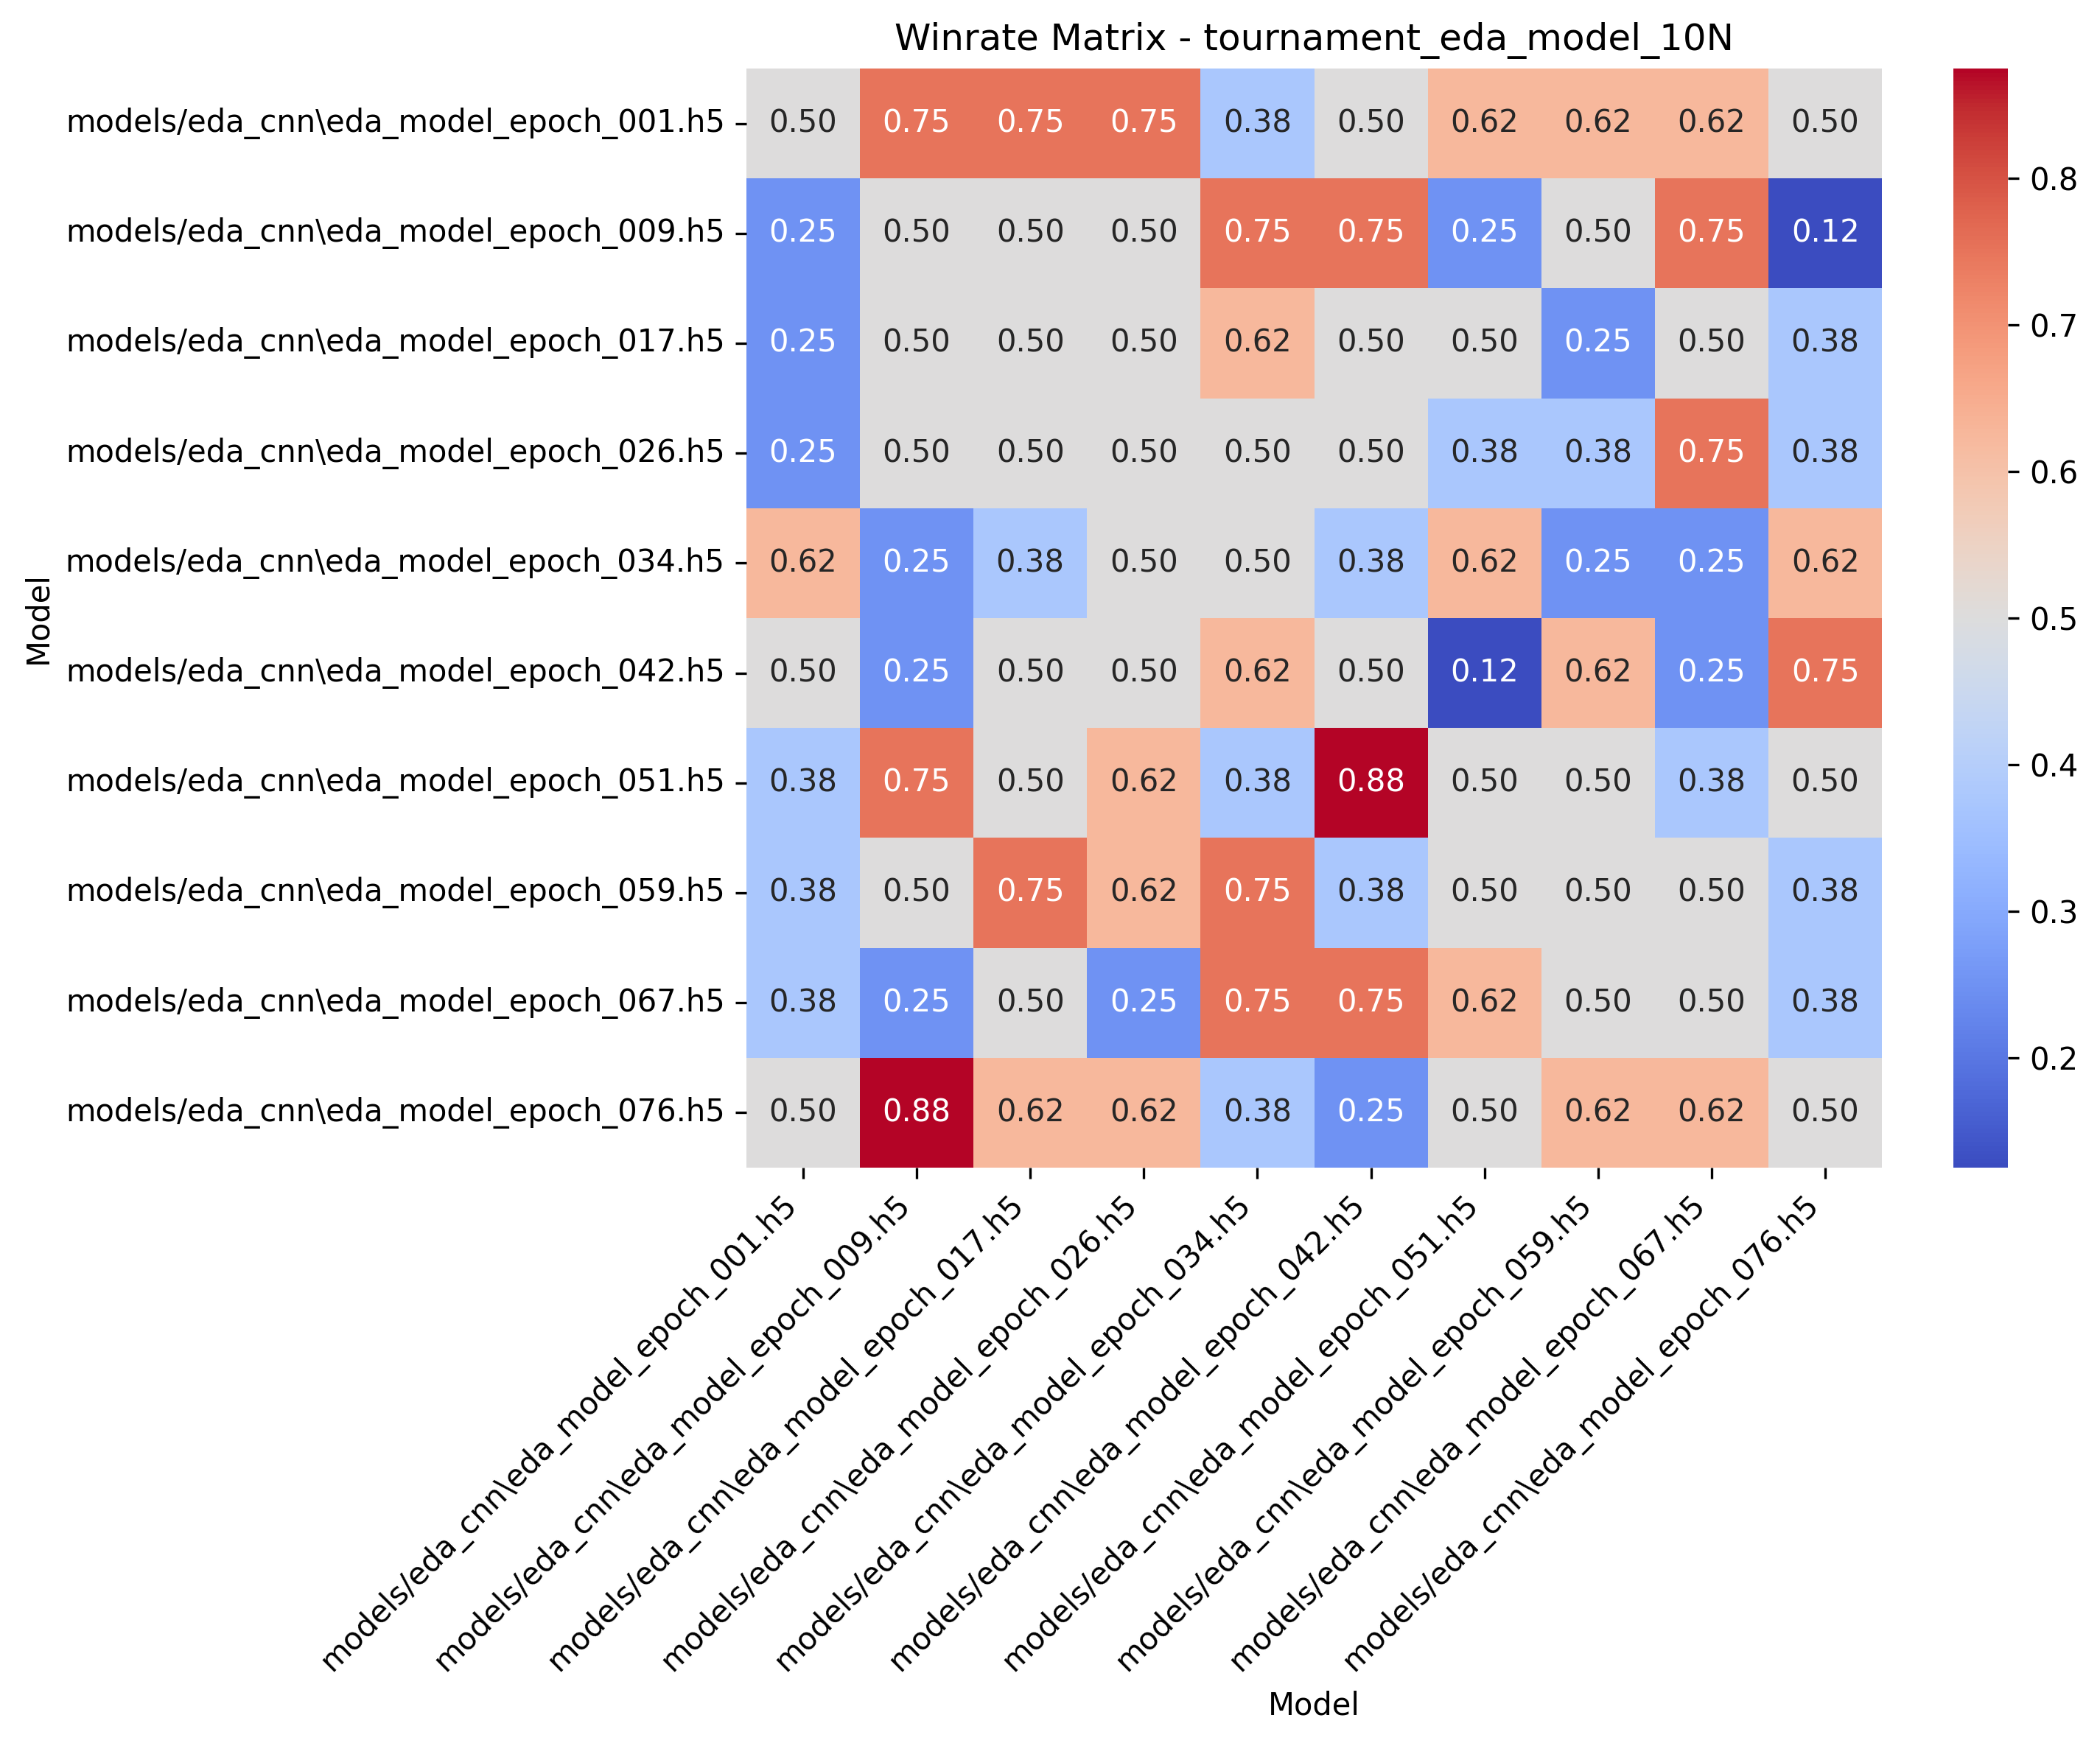 Winrate Matrix - tournament_eda_model_10N
models/eda_cnn\eda_model_epoch_001.h5 0.50 0.75 0.75 0.75 0.38 0.50 0.62 0.62 0.62 0.50
models/eda_cnn\eda_model_epoch_009.h5 0.25 0.50 0.50 0.50 0.75 0.75 0.25 0.50 0.75 0.12
models/eda_cnn\eda_model_epoch_017.h5 0.25 0.50 0.50 0.50 0.62 0.50 0.50 0.25 0.50 0.38
models/eda_cnn\eda_model_epoch_026.h5 0.25 0.50 0.50 0.50 0.50 0.50 0.38 0.38 0.75 0.38
models/eda_cnn\eda_model_epoch_034.h5 0.62 0.25 0.38 0.50 0.50 0.38 0.62 0.25 0.25 0.62
models/eda_cnn\eda_model_epoch_042.h5 0.50 0.25 0.50 0.50 0.62 0.50 0.12 0.62 0.25 0.75
models/eda_cnn\eda_model_epoch_051.h5 0.38 0.75 0.50 0.62 0.38 0.88 0.50 0.50 0.38 0.50
models/eda_cnn\eda_model_epoch_059.h5 0.38 0.50 0.75 0.62 0.75 0.38 0.50 0.50 0.50 0.38
models/eda_cnn\eda_model_epoch_067.h5 0.38 0.25 0.50 0.25 0.75 0.75 0.62 0.50 0.50 0.38
models/eda_cnn\eda_model_epoch_076.h5 0.50 0.88 0.62 0.62 0.38 0.25 0.50 0.62 0.62 0.50
Model
models/eda_cnn\eda_model_epoch_001.h5
models/eda_cnn\eda_model_epoch_009.h5
models/eda_cnn\eda_model_epoch_017.h5
models/eda_cnn\eda_model_epoch_026.h5
models/eda_cnn\eda_model_epoch_034.h5
models/eda_cnn\eda_model_epoch_042.h5
models/eda_cnn\eda_model_epoch_051.h5
models/eda_cnn\eda_model_epoch_059.h5
models/eda_cnn\eda_model_epoch_067.h5
models/eda_cnn\eda_model_epoch_076.h5
Model
0.8
0.7
0.6
0.5
0.4
0.3
0.2